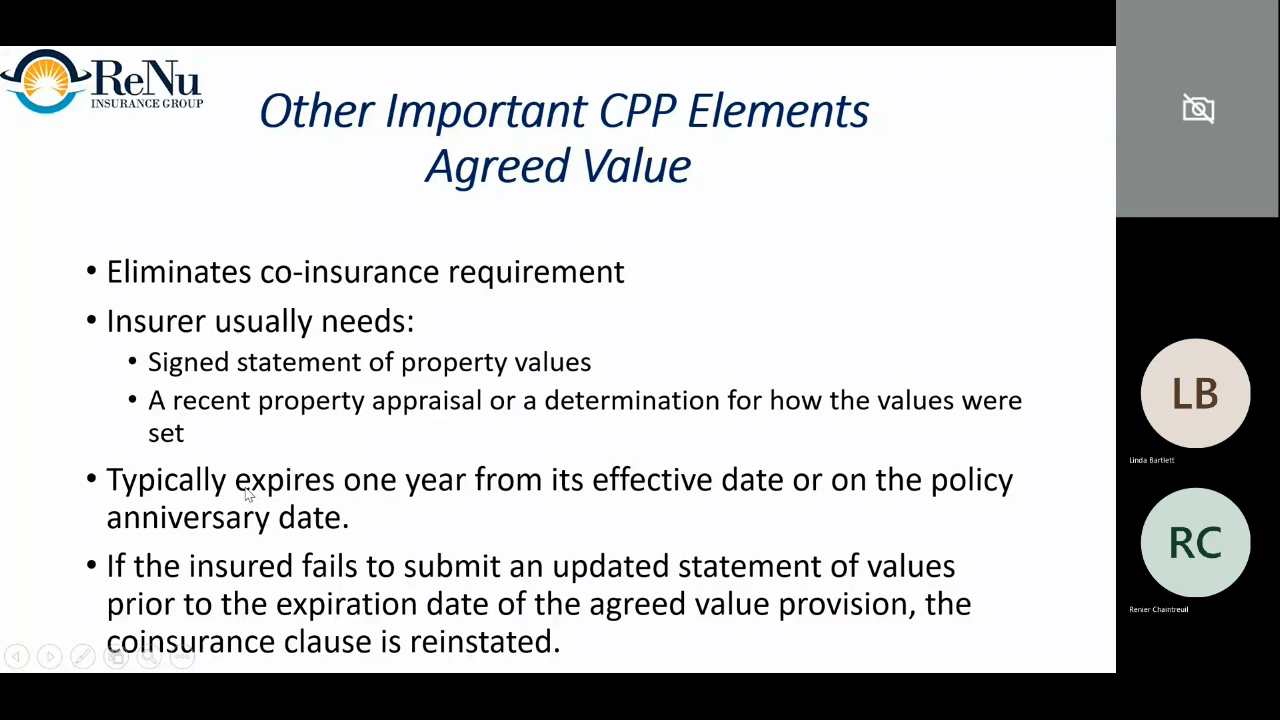 ReNu
INSURANCE GROUP
Other Important CPP Elements
Agreed Value
• Eliminates co-insurance requirement
• Insurer usually needs:
• Signed statement of property values
• A recent property appraisal or a determination for how the values were
set
• Typically expires one year from its effective date or on the policy
anniversary date.
• If the insured fails to submit an updated statement of values
prior to the expiration date of the agreed value provision, the
coinsurance clause is reinstated.
LB
Linda Bartlett
RC
Renier Chaintreuil